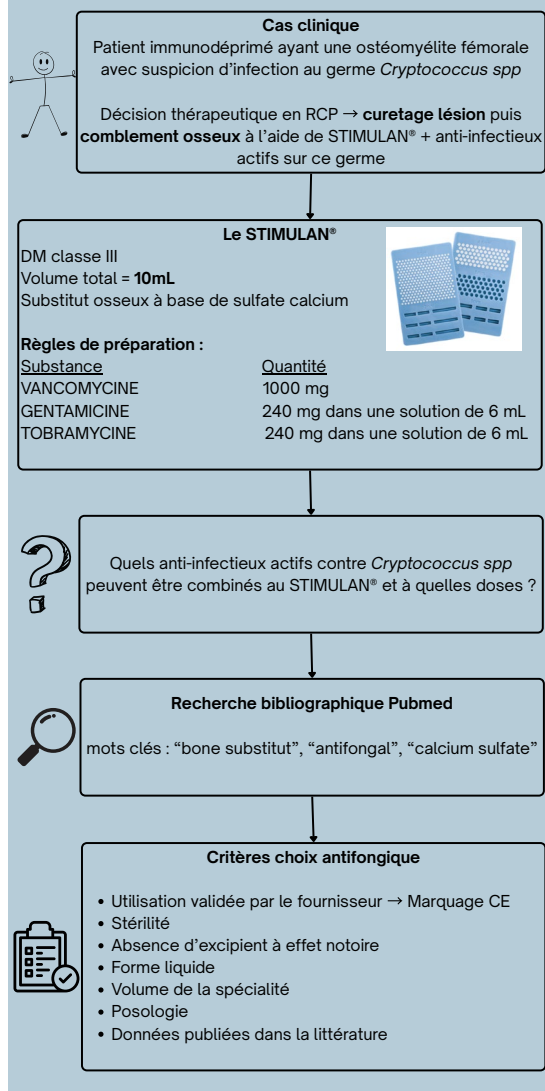 Cas clinique
Patient immunodéprimé ayant une ostéomyélite fémorale
avec suspicion d’infection au germe Cryptococcus spp
Décision thérapeutique en RCP → curetage lésion puis
comblement osseux à l’aide de STIMULAN® + anti-infectieux
actifs sur ce germe
Le STIMULAN®
DM classe III
Volume total = 10mL
Substitut osseux à base de sulfate calcium
Règles de préparation :
Substance Quantité
VANCOMYCINE 1000 mg
GENTAMICINE 240 mg dans une solution de 6 mL
TOBRAMYCINE 240 mg dans une solution de 6 mL
Quels anti-infectieux actifs contre Cryptococcus spp
peuvent être combinés au STIMULAN® et à quelles doses ?
Recherche bibliographique Pubmed
mots clés : “bone substitut”, “antifongal”, “calcium sulfate”
Critères choix antifongique
• Utilisation validée par le fournisseur → Marquage CE
• Stérilité
• Absence d’excipient à effet notoire
• Forme liquide
• Volume de la spécialité
• Posologie
• Données publiées dans la littérature